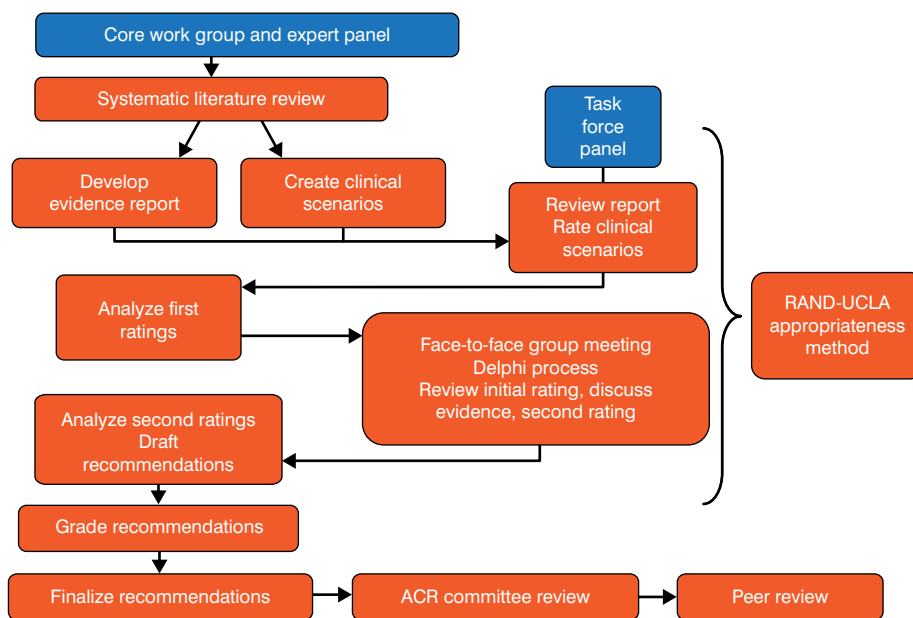 Core work group and expert panel
Systematic literature review
Task
force
panel
Develop
evidence report
Create clinical
scenarios
Review report
Rate clinical
scenarios
Analyze first
ratings
RAND-UCLA
appropriateness
method
Face-to-face group meeting
Delphi process
Review initial rating, discuss
evidence, second rating
Analyze second ratings
Draft
recommendations
Grade recommendations
Finalize recommendations
ACR committee review
Peer review